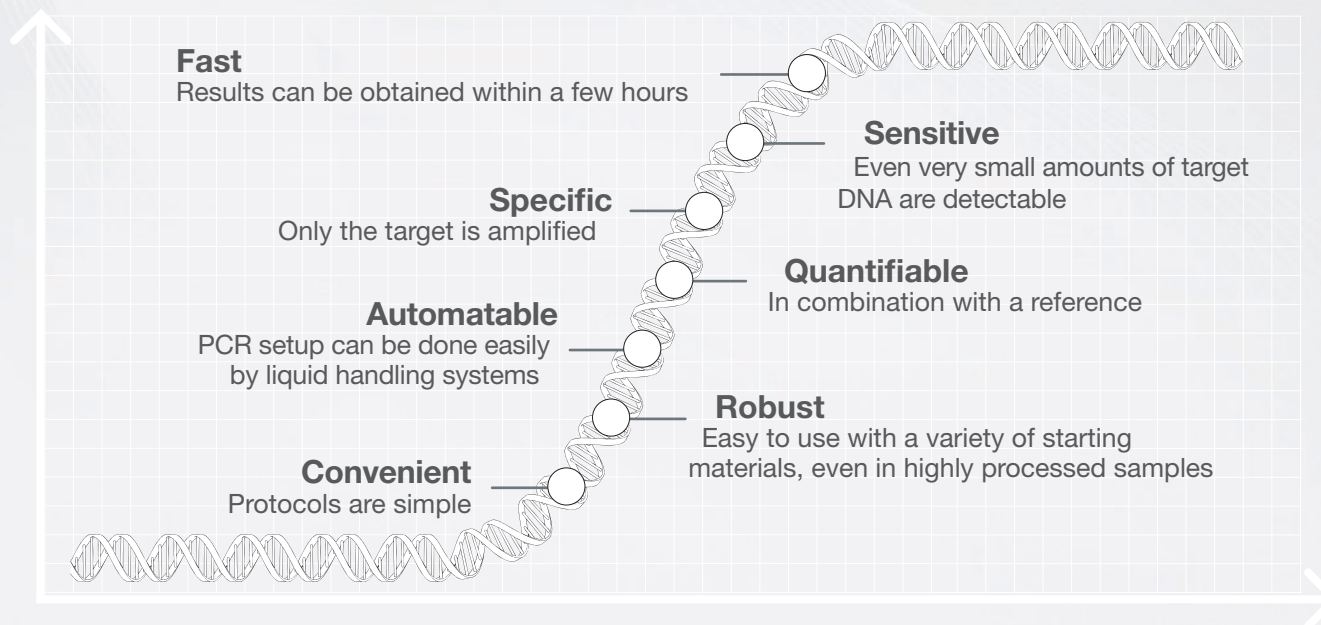 Fast
Results can be obtained within a few hours
Sensitive
Even very small amounts of target
DNA are detectable
Specific
Only the target is amplified
Quantifiable
In combination with a reference
Automatable
PCR setup can be done easily
by liquid handling systems
Robust
Easy to use with a variety of starting
materials, even in highly processed samples
Convenient
Protocols are simple